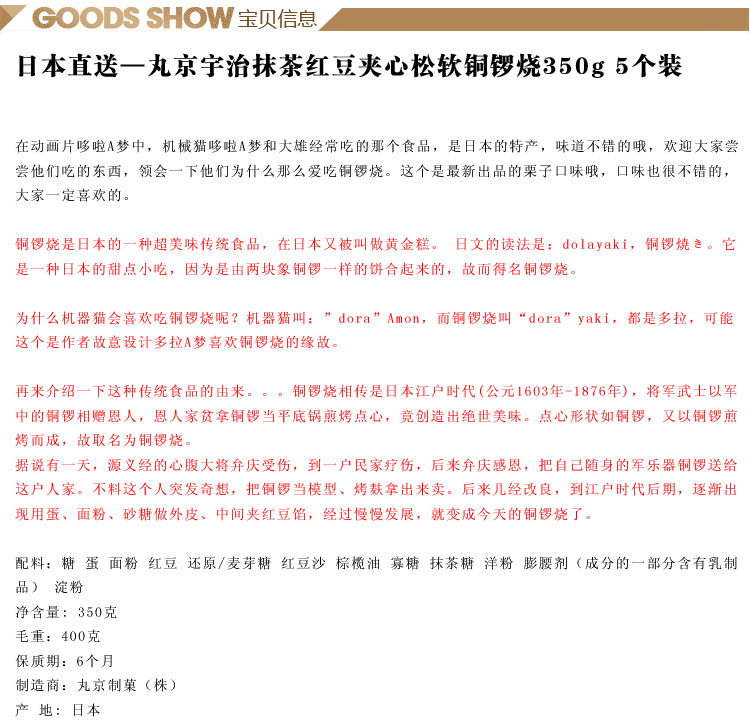 GOODS SHOW 宝贝信息
日本直送—丸京宇治抹茶红豆夹心松软铜锣烧350g 5个装
在动画片哆啦A梦中，机械猫哆啦A梦和大雄经常吃的那个食品，是日本的特产，味道不错的哦，欢迎大家尝
尝他们吃的东西，领会一下他们为什么那么爱吃铜锣烧。这个是最新出品的栗子口味哦，口味也很不错的，
大家一定喜欢的。
铜锣烧是日本的一种超美味传统食品，在日本又被叫做黄金糕。 日文的读法是：dolayaki，铜锣燒き。它
是一种日本的甜点小吃，因为是由两块象铜锣一样的饼合起来的，故而得名铜锣烧。
为什么机器猫会喜欢吃铜锣烧呢？机器猫叫：”dora”Amon，而铜锣烧叫“dora”yaki，都是多拉，可能
这个是作者故意设计多拉A梦喜欢铜锣烧的缘故。
再来介绍一下这种传统食品的由来。。。铜锣烧相传是日本江户时代(公元1603年-1876年)，将军武士以军
中的铜锣相赠恩人，恩人家贫拿铜锣当平底锅煎烤点心，竟创造出绝世美味。点心形状如铜锣，又以铜锣煎
烤而成，故取名为铜锣烧。
据说有一天，源义经的心腹大将弁庆受伤，到一户民家疗伤，后来弁庆感恩，把自己随身的军乐器铜锣送给
这户人家。不料这个人突发奇想，把铜锣当模型、烤麸拿出来卖。后来几经改良，到江户时代后期，逐渐出
现用蛋、面粉、砂糖做外皮、中间夹红豆馅，经过慢慢发展，就变成今天的铜锣烧了。
配料：糖 蛋 面粉 红豆 还原/麦芽糖 红豆沙 棕榄油 寡糖 抹茶糖 洋粉 膨腰剂（成分的一部分含有乳制
品） 淀粉
净含量： 350克
毛重：400克
保质期：6个月
制造商：丸京制菓（株）
产 地： 日本